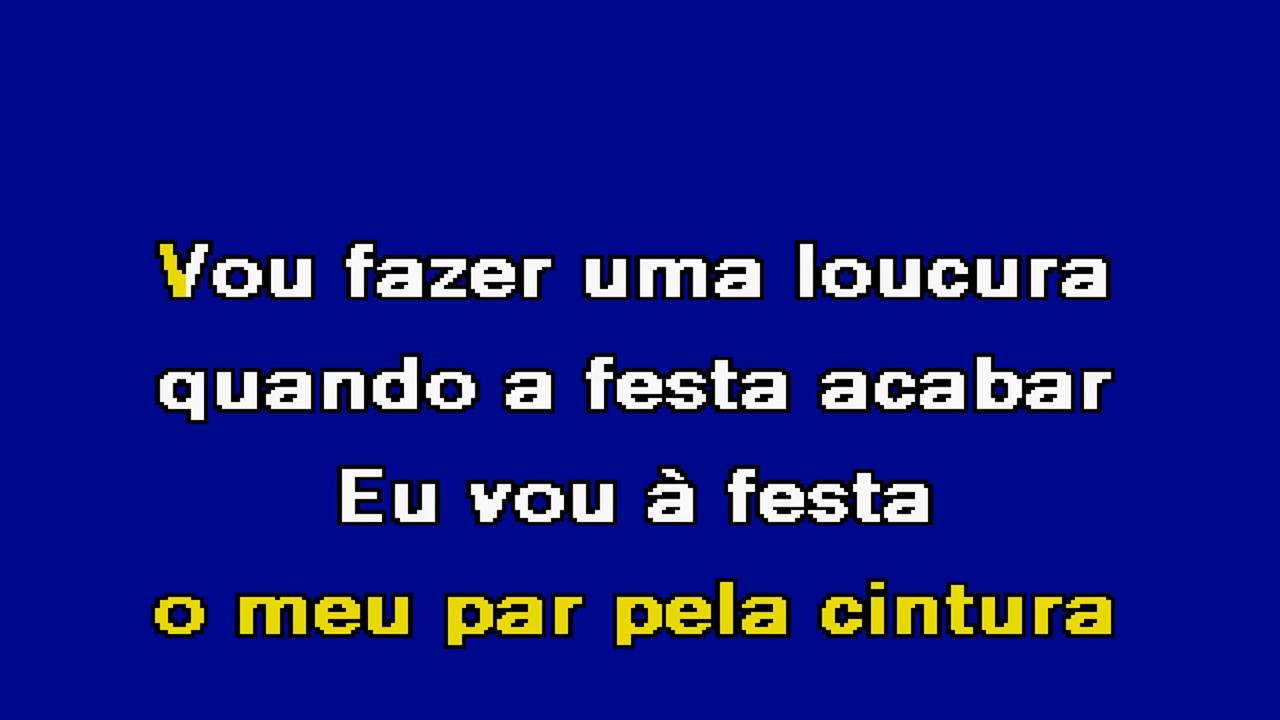 Vou fazer uma loucura
quando a festa acabar
Eu vou à festa
o meu par pela cintura